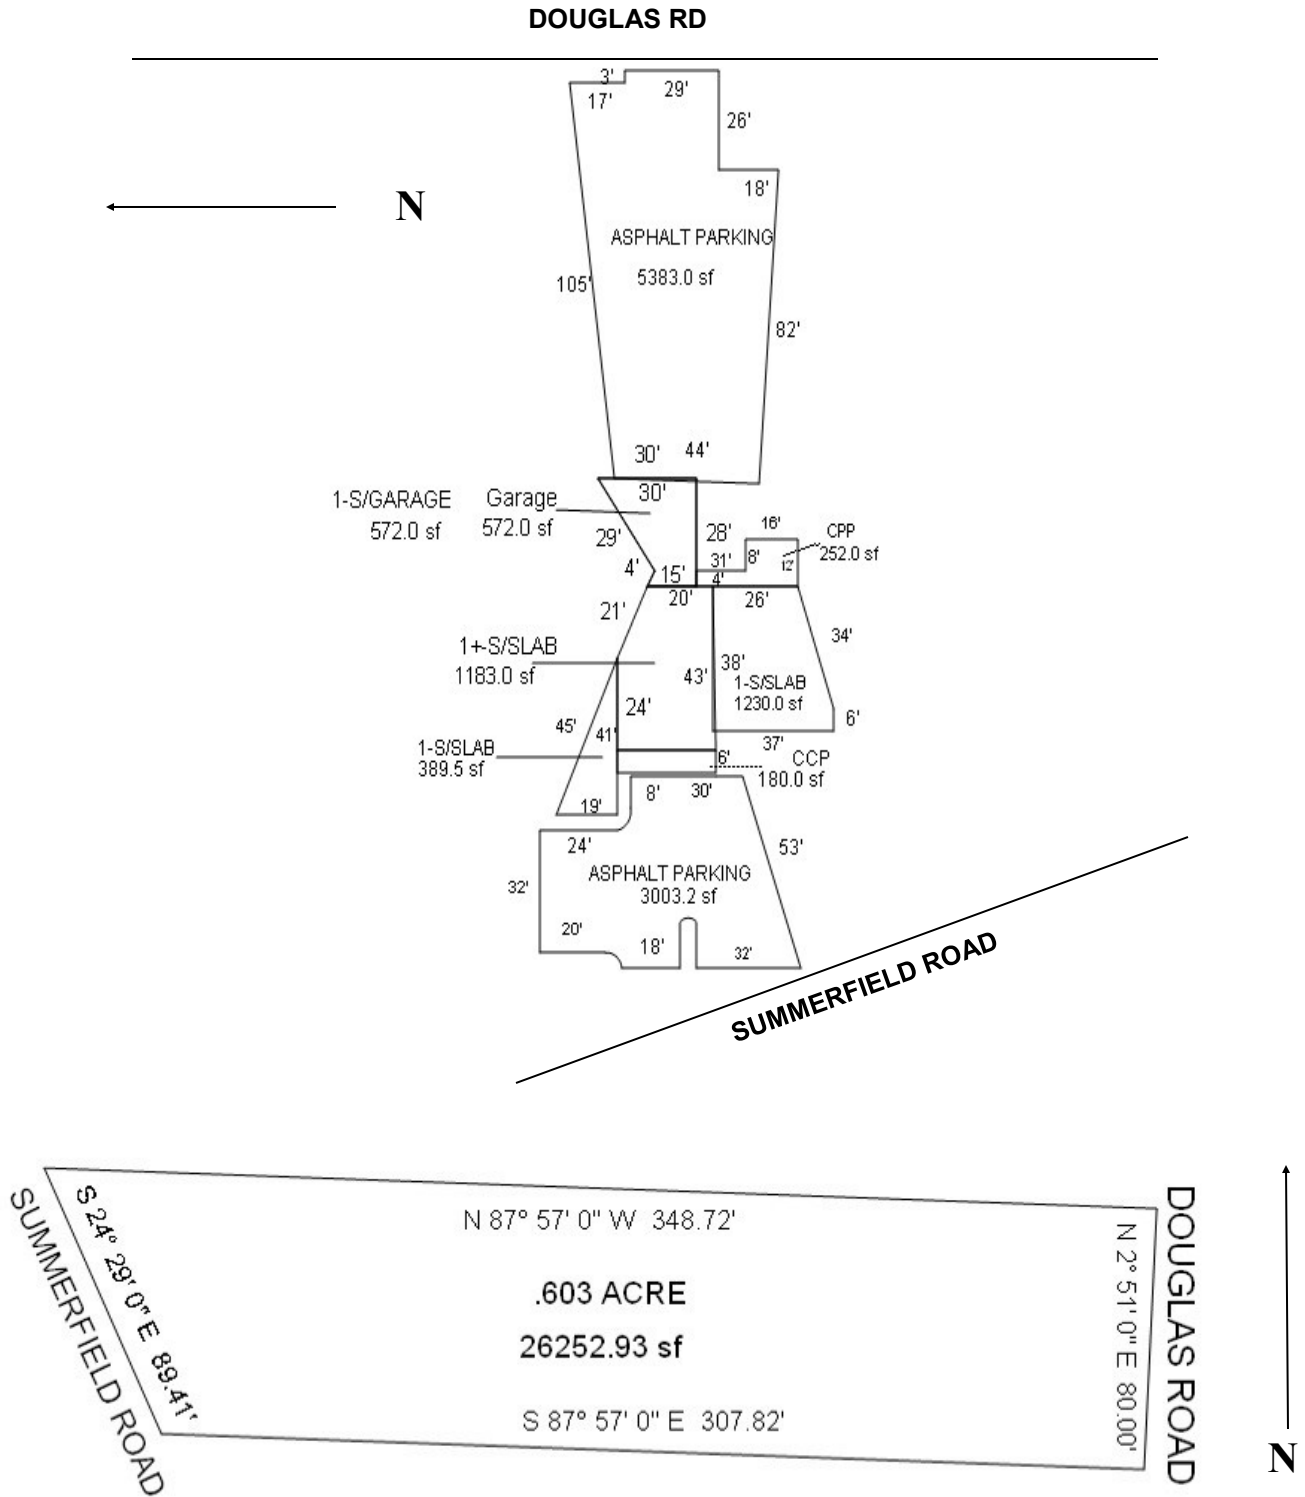 DOUGLAS RD
3'
17'
29'
26'
18'
N
ASPHALT PARKING
5383.0 sf
105'
82'
30'
44'
1-S/GARAGE
572.0 sf
Garage
572.0 sf
30'
29'
28'
16'
CPP
252.0 sf
31'
8'
12'
4'
15'
4'
20'
26'
21'
34'
1+-S/SLAB
1183.0 sf
38'
43'
1-S/SLAB
1230.0 sf
24'
6'
45'
41'
37'
1-S/SLAB
389.5 sf
6'
CCP
180.0 sf
19'
8'
30'
24'
53'
ASPHALT PARKING
3003.2 sf
32'
20'
18'
32'
SUMMERFIELD ROAD
SUMMERFIELD ROAD
S 24° 29' 0" E 89.41'
N 87° 57' 0" W 348.72'
.603 ACRE
26252.93 sf
S 87° 57' 0" E 307.82'
N 2° 51' 0" E 80.00'
DOUGLAS ROAD
N